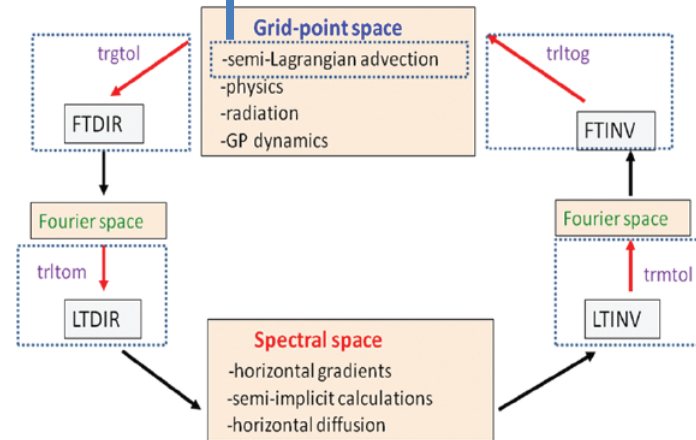 Grid-point space
-semi-Lagrangian advection
-physics
-radiation
-GP dynamics
trgtol
FTDIR
Fourier space
trltom
LTDIR
Spectral space
-horizontal gradients
-semi-implicit calculations
-horizontal diffusion
LTINV
trmtol
Fourier space
FTINV
trltog